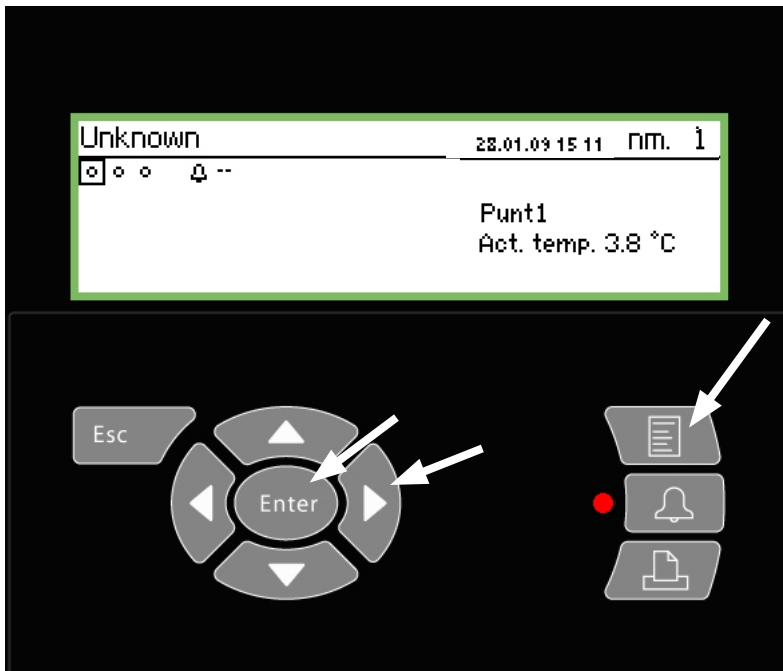 Unknown 28.01.09 15 11 nm. 1
--
Punt1
Act. temp. 3.8 °C
Esc
Enter